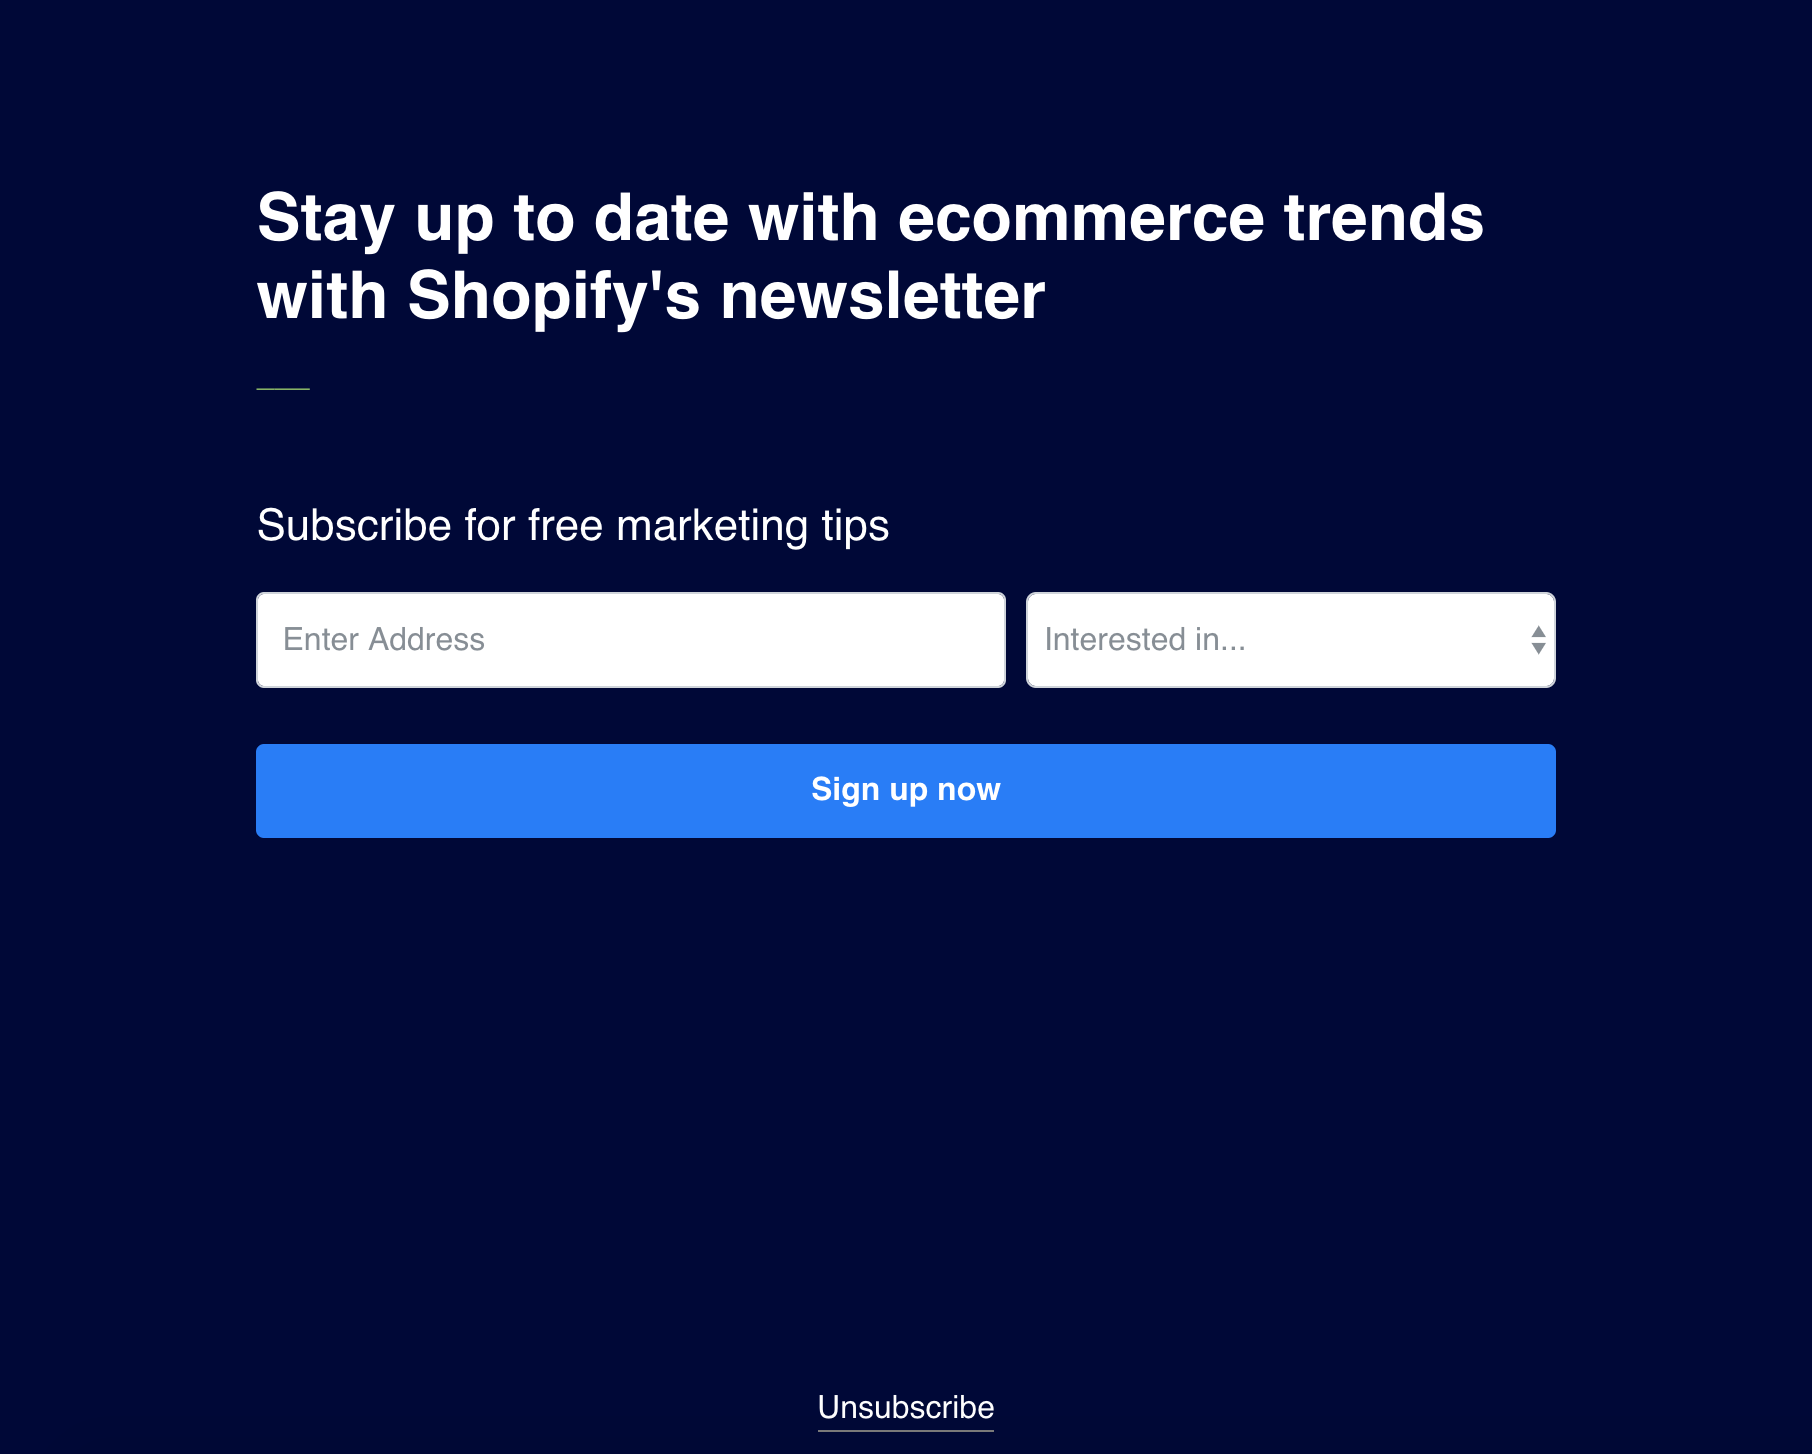 Stay up to date with ecommerce trends
with Shopify's newsletter
Subscribe for free marketing tips
Enter Address
Interested in...
Sign up now
Unsubscribe